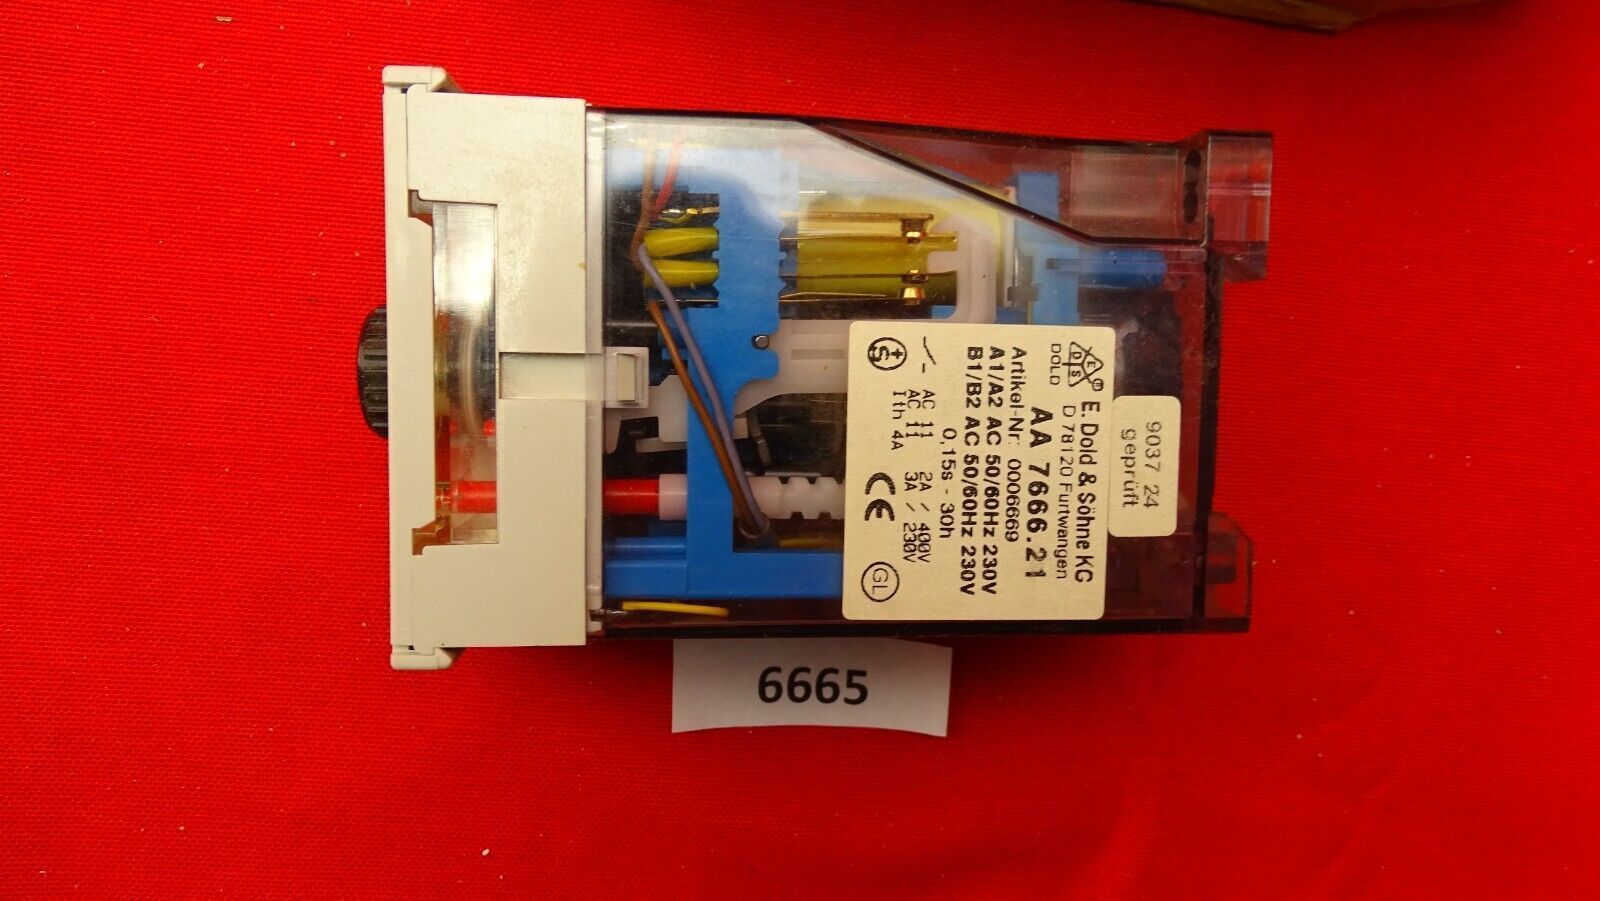 9037 24
geprüft
E
D S
®
DOLD
E. Dold & Söhne KG
D 78120 Furtwangen
AA 7666.21
Artikel-Nr: 0006669
A1/A2 AC 50/60Hz 230V
B1/B2 AC 50/60Hz 230V
0,15s - 30h
AC 11 2A / 400V
AC 11 3A / 230V
Ith 4A
+S
CE
GL
6665